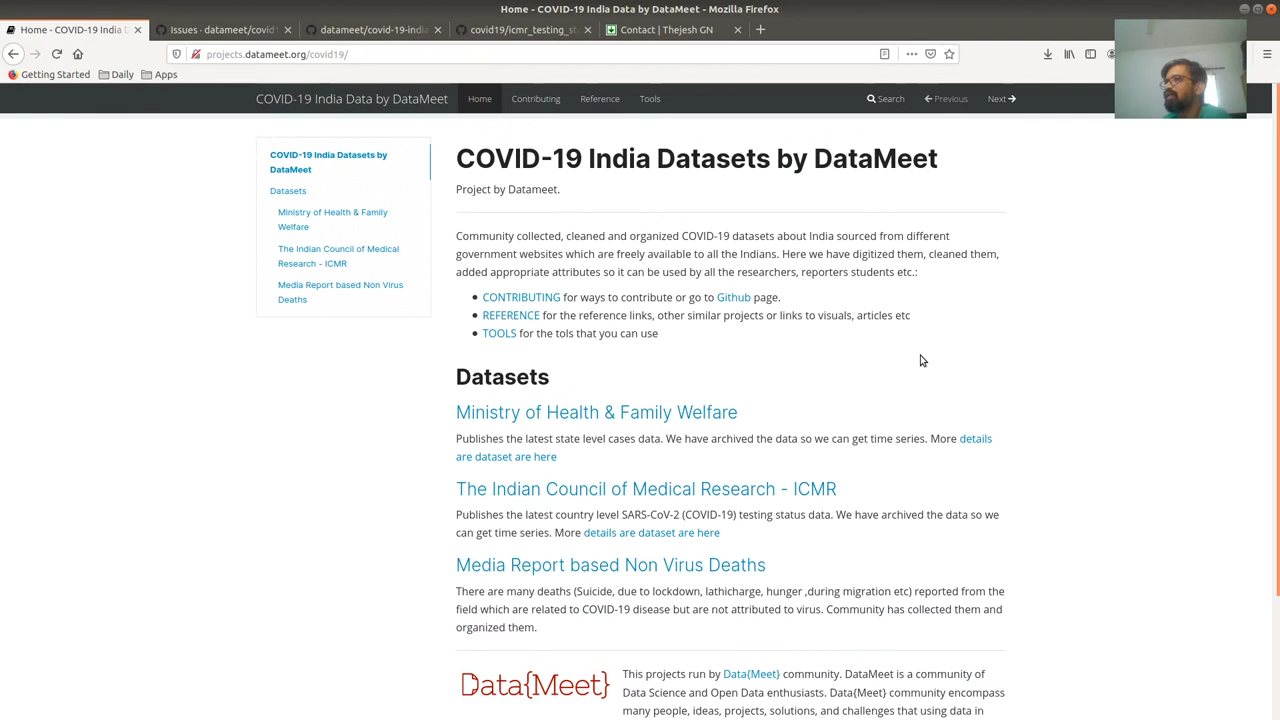 Home - COVID-19 India Data by DataMeet - Mozilla Firefox
Home - COVID-19 India D
Issues - datameet/covid-1
datameet/covid-19-india
covid19/icmr_testing_st
Contact | Thejesh GN
projects.datameet.org/covid19/
Getting Started Daily Apps
COVID-19 India Data by DataMeet Home Contributing Reference Tools Search Previous Next
COVID-19 India Datasets by
DataMeet
Datasets
Ministry of Health & Family
Welfare
The Indian Council of Medical
Research - ICMR
Media Report based Non Virus
Deaths
COVID-19 India Datasets by DataMeet
Project by Datameet.
Community collected, cleaned and organized COVID-19 datasets about India sourced from different
government websites which are freely available to all the Indians. Here we have digitized them, cleaned them,
added appropriate attributes so it can be used by all the researchers, reporters students etc.:
CONTRIBUTING for ways to contribute or go to Github page.
REFERENCE for the reference links, other similar projects or links to visuals, articles etc
TOOLS for the tols that you can use
Datasets
Ministry of Health & Family Welfare
Publishes the latest state level cases data. We have archived the data so we can get time series. More details
are dataset are here
The Indian Council of Medical Research - ICMR
Publishes the latest country level SARS-CoV-2 (COVID-19) testing status data. We have archived the data so we
can get time series. More details are dataset are here
Media Report based Non Virus Deaths
There are many deaths (Suicide, due to lockdown, lathicharge, hunger ,during migration etc) reported from the
field which are related to COVID-19 disease but are not attributed to virus. Community has collected them and
organized them.
Data{Meet}
This projects run by Data{Meet} community. DataMeet is a community of
Data Science and Open Data enthusiasts. Data{Meet} community encompass
many people, ideas, projects, solutions, and challenges that using data in